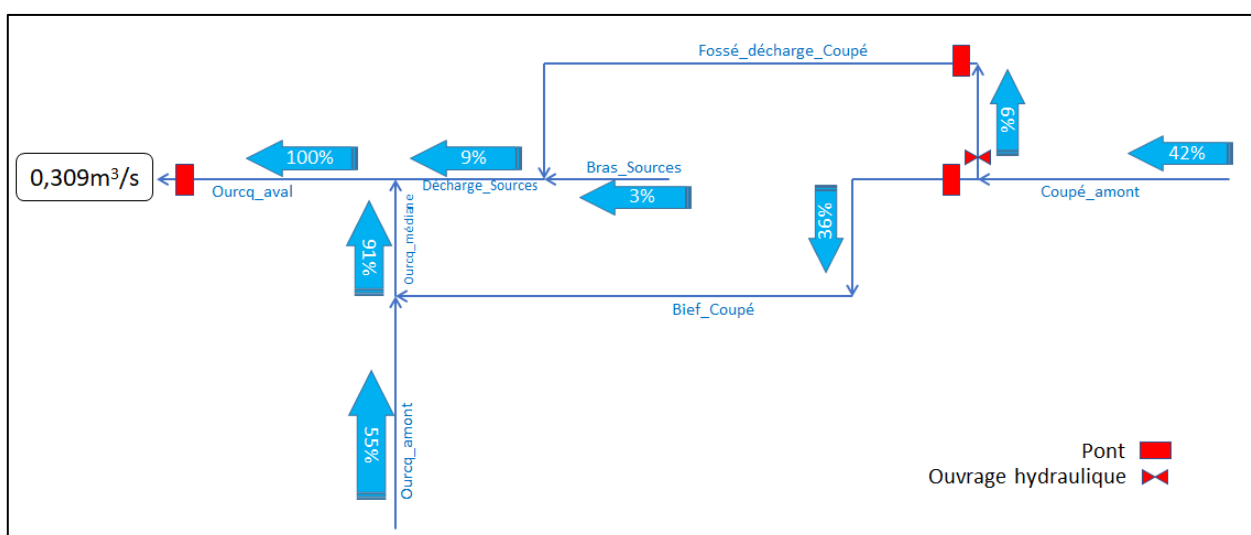 Fossé_décharge_Coupé
6%
42%
100%
9%
Bras_Sources
0,309m³/s
Ourcq_aval
Décharge_Sources
3%
Coupé_amont
36%
Ourcq_médiane
91%
Bief_Coupé
55%
Ourcq_amont
Pont
Ouvrage hydraulique